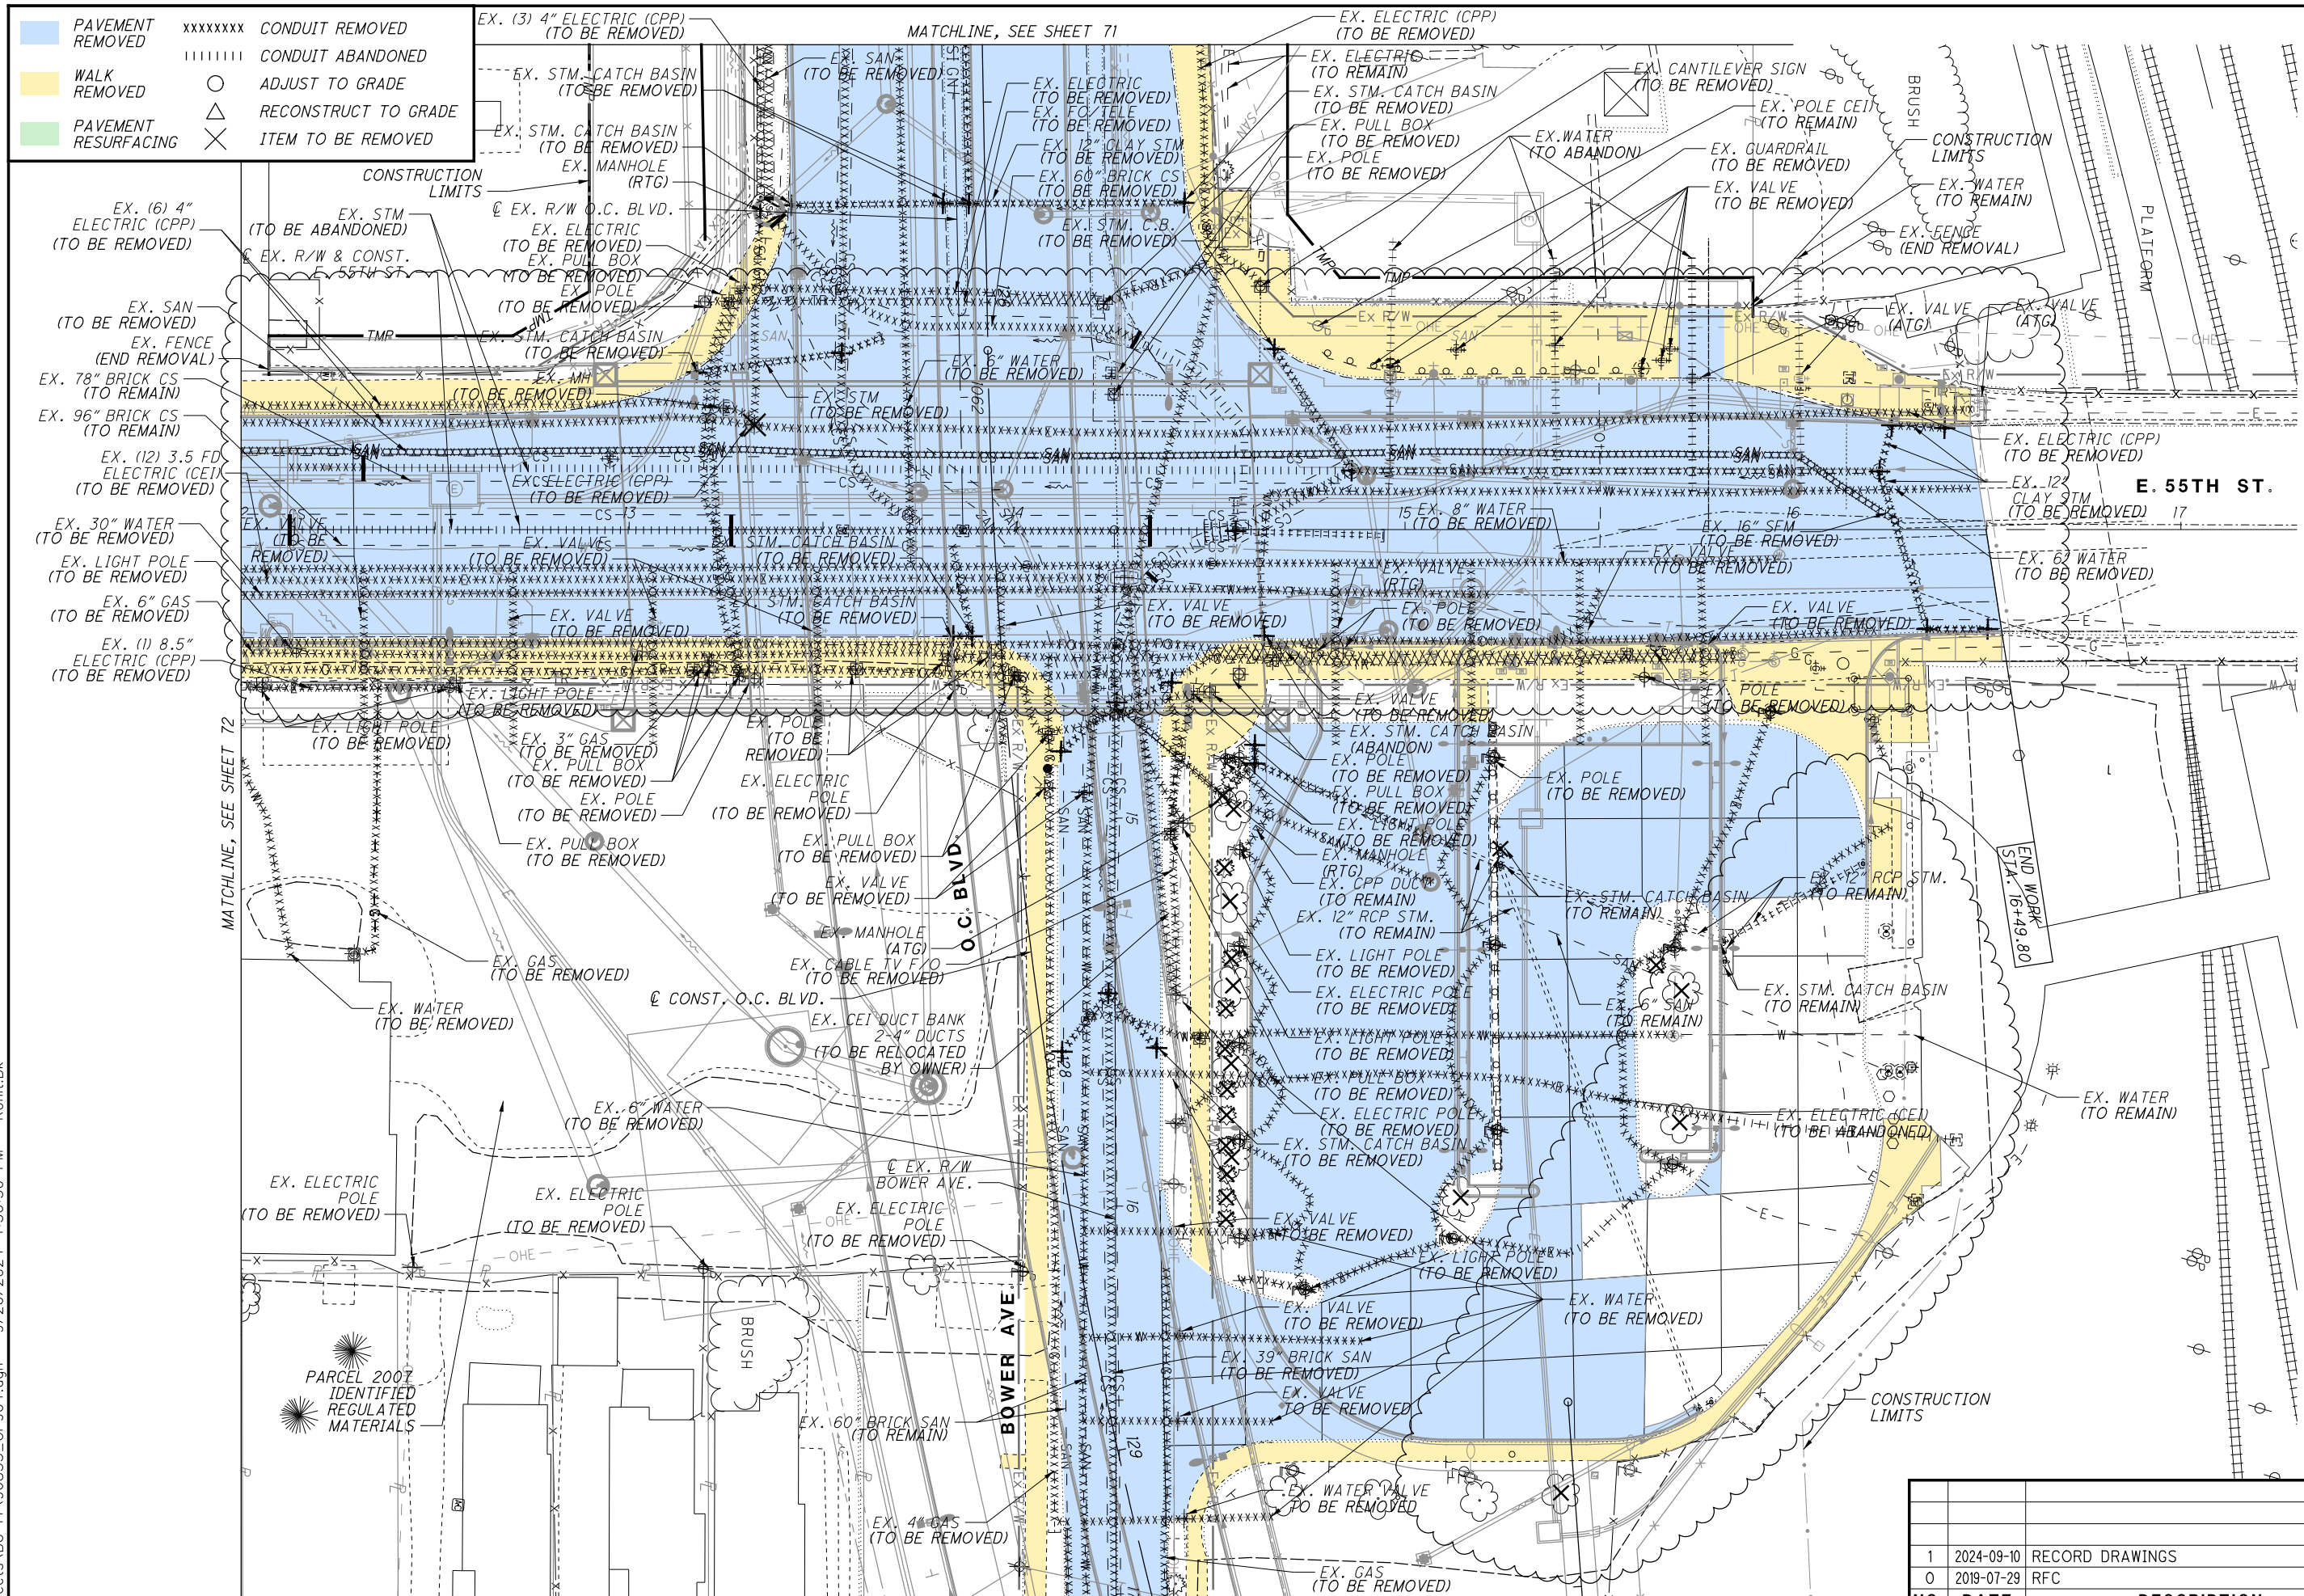 PAVEMENT
REMOVED
WALK
REMOVED
PAVEMENT
RESURFACING
xxxxxxxx CONDUIT REMOVED
CONDUIT ABANDONED
ADJUST TO GRADE
RECONSTRUCT TO GRADE
ITEM TO BE REMOVED
EX. (3) 4" ELECTRIC (CPP)
(TO BE REMOVED)
MATCHLINE, SEE SHEET 71
EX. ELECTRIC (CPP)
(TO BE REMOVED)
EX. STM. CATCH BASIN
(TO BE REMOVED)
EX. SAN
(TO BE REMOVED)
EX. ELECTRIC
(TO BE REMOVED)
EX. FO/TELE
(TO BE REMOVED)
EX. 12" CLAY STM
(TO BE REMOVED)
EX. 60" BRICK CS
(TO BE REMOVED)
EX. STM. C.B.
(TO BE REMOVED)
EX. ELECTRIC
(TO REMAIN)
EX. STM. CATCH BASIN
(TO BE REMOVED)
EX. PULL BOX
(TO BE REMOVED)
EX. POLE
(TO BE REMOVED)
EX. CANTILEVER SIGN
(TO BE REMOVED)
EX. POLE CEI
(TO REMAIN)
EX.WATER
(TO ABANDON)
EX. GUARDRAIL
(TO BE REMOVED)
EX. VALVE
(TO BE REMOVED)
BRUSH
CONSTRUCTION
LIMITS
EX. WATER
(TO REMAIN)
EX. FENCE
(END REMOVAL)
PLATFORM
EX. STM. CATCH BASIN
(TO BE REMOVED)
EX. MANHOLE
(RTG)
CONSTRUCTION
LIMITS
℄ EX. R/W O.C. BLVD.
EX. (6) 4"
ELECTRIC (CPP)
(TO BE REMOVED)
EX. STM
(TO BE ABANDONED)
℄ EX. R/W & CONST.
E. 55TH ST.
EX. ELECTRIC
(TO BE REMOVED)
EX. PULL BOX
(TO BE REMOVED)
EX. POLE
(TO BE REMOVED)
EX. STM. CATCH BASIN
(TO BE REMOVED)
EX. MH
(TO BE REMOVED)
EX. SAN
(TO BE REMOVED)
EX. FENCE
(END REMOVAL)
EX. 78" BRICK CS
(TO REMAIN)
EX. 96" BRICK CS
(TO REMAIN)
EX. (12) 3.5 FD
ELECTRIC (CEI)
(TO BE REMOVED)
EX. 30" WATER
(TO BE REMOVED)
EX. LIGHT POLE
(TO BE REMOVED)
EX. 6" GAS
(TO BE REMOVED)
EX. (1) 8.5"
ELECTRIC (CPP)
(TO BE REMOVED)
EX. 6" WATER
(TO BE REMOVED)
EX. STM
(TO BE REMOVED)
EX. ELECTRIC (CPP)
(TO BE REMOVED)
EX. VALVE
(TO BE
REMOVED)
EX. VALVE
(TO BE REMOVED)
STM. CATCH BASIN
(TO BE REMOVED)
STM. CATCH BASIN
(TO BE REMOVED)
EX. VALVE
(TO BE REMOVED)
EX. 8" WATER
(TO BE REMOVED)
EX. 16" SFM
(TO BE REMOVED)
EX. VALVE
(TO BE REMOVED)
EX. VALVE
(RTG)
EX. POLE
(TO BE REMOVED)
EX. VALVE
(TO BE REMOVED)
EX. VALVE
(TO BE REMOVED)
EX. VALVE
(ATG)
EX. VALVE
(ATG)
EX. ELECTRIC (CPP)
(TO BE REMOVED)
EX. 12"
CLAY STM
(TO BE REMOVED)
E. 55TH ST.
13
14
15
16
17
EX. 6" WATER
(TO BE REMOVED)
MATCHLINE, SEE SHEET 72
EX. LIGHT POLE
(TO BE REMOVED)
EX. LIGHT POLE
(TO BE REMOVED)
EX. 3" GAS
(TO BE REMOVED)
EX. PULL BOX
(TO BE REMOVED)
EX. POLE
(TO BE REMOVED)
EX. PULL BOX
(TO BE REMOVED)
EX. POLE
(TO BE
REMOVED)
EX. ELECTRIC
POLE
(TO BE REMOVED)
EX. PULL BOX
(TO BE REMOVED)
EX. VALVE
(TO BE REMOVED)
EX. MANHOLE
(ATG)
EX. CABLE TV F/O
(TO BE REMOVED)
℄ CONST. O.C. BLVD.
O.C. BLVD.
EX. CEI DUCT BANK
2-4" DUCTS
(TO BE RELOCATED
BY OWNER)
EX. VALVE
(TO BE REMOVED)
EX. STM. CATCH BASIN
(ABANDON)
EX. POLE
(TO BE REMOVED)
EX. PULL BOX
(TO BE REMOVED)
EX. LIGHT POLE
(TO BE REMOVED)
EX. MANHOLE
(RTG)
EX. CPP DUCT
(TO REMAIN)
EX. 12" RCP STM.
(TO REMAIN)
EX. LIGHT POLE
(TO BE REMOVED)
EX. ELECTRIC POLE
(TO BE REMOVED)
EX. LIGHT POLE
(TO BE REMOVED)
EX. PULL BOX
(TO BE REMOVED)
EX. ELECTRIC POLE
(TO BE REMOVED)
EX. STM. CATCH BASIN
(TO BE REMOVED)
EX. POLE
(TO BE REMOVED)
EX. POLE
(TO BE REMOVED)
EX. STM. CATCH BASIN
(TO REMAIN)
EX. 12" RCP STM.
(TO REMAIN)
EX. 6" SAN
(TO REMAIN)
EX. STM. CATCH BASIN
(TO REMAIN)
END WORK
STA. 16+49.80
EX. WATER
(TO REMAIN)
EX. ELECTRIC (CEI)
(TO BE ABANDONED)
EX. GAS
(TO BE REMOVED)
EX. WATER
(TO BE REMOVED)
EX. 6" WATER
(TO BE REMOVED)
℄ EX. R/W
BOWER AVE.
EX. ELECTRIC
POLE
(TO BE REMOVED)
EX. ELECTRIC
POLE
(TO BE REMOVED)
EX. ELECTRIC
POLE
(TO BE REMOVED)
EX. VALVE
(TO BE REMOVED)
EX. LIGHT POLE
(TO BE REMOVED)
EX. VALVE
(TO BE REMOVED)
EX. WATER
(TO BE REMOVED)
BRUSH
BOWER AVE.
PARCEL 2007
IDENTIFIED
REGULATED
MATERIALS
EX. 39" BRICK SAN
(TO BE REMOVED)
EX. VALVE
TO BE REMOVED
EX. 60" BRICK SAN
(TO REMAIN)
EX. WATER VALVE
TO BE REMOVED
EX. 4" GAS
(TO BE REMOVED)
EX. GAS
(TO BE REMOVED)
128
129
15
16
CONSTRUCTION
LIMITS
1 2024-09-10 RECORD DRAWINGS
0 2019-07-29 RFC
NO. DATE DESCRIPTION